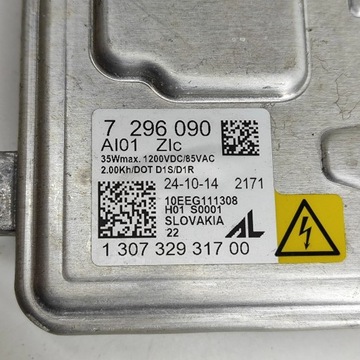 7 296 090
AI01 ZIc
35Wmax. 1200VDC/85VAC
2.00Kh/DOT D1S/D1R
24-10-14 2171
10EEG111308
H01 S0001
SLOVAKIA
22
AL
1 307 329 317 00